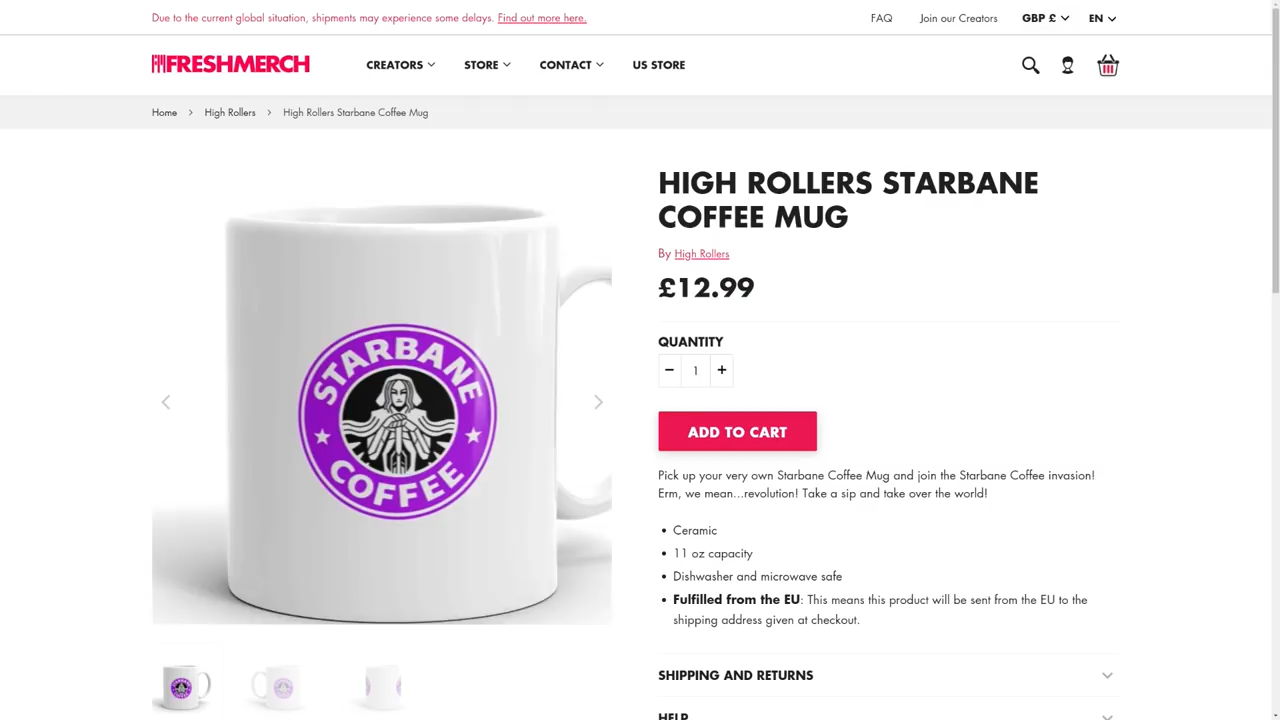 Due to the current global situation, shipments may experience some delays. Find out more here.
FAQ
Join our Creators
GBP £
EN
FRESHMERCH
CREATORS
STORE
CONTACT
US STORE
Home > High Rollers > High Rollers Starbane Coffee Mug
STARBANE
COFFEE
HIGH ROLLERS STARBANE
COFFEE MUG
By High Rollers
£12.99
QUANTITY
− 1 +
ADD TO CART
Pick up your very own Starbane Coffee Mug and join the Starbane Coffee invasion!
Erm, we mean...revolution! Take a sip and take over the world!
• Ceramic
• 11 oz capacity
• Dishwasher and microwave safe
• Fulfilled from the EU: This means this product will be sent from the EU to the
shipping address given at checkout.
SHIPPING AND RETURNS
HELP
STARBANE
COFFEE